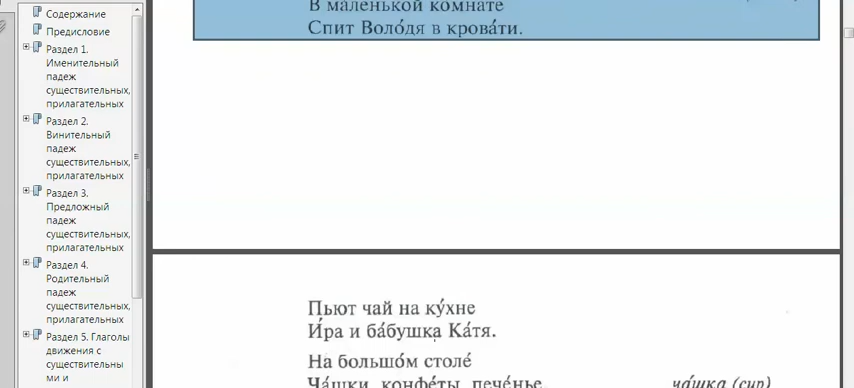 Содержание
Предисловие
Раздел 1.
Именительный
падеж
существительных,
прилагательных
Раздел 2.
Винительный
падеж
существительных,
прилагательных
Раздел 3.
Предложный
падеж
существительных,
прилагательных
Раздел 4.
Родительный
падеж
существительных,
прилагательных
Раздел 5. Глаголы
движения с
существительны
ми и
В маленькой комнате
Спит Воло́дя в крова́ти.
Пьют чай на ку́хне
И́ра и ба́бушка Ка́тя.
На большо́м столе́
Ча́шки, конфе́ты, пече́нье, ча́шка (cup)